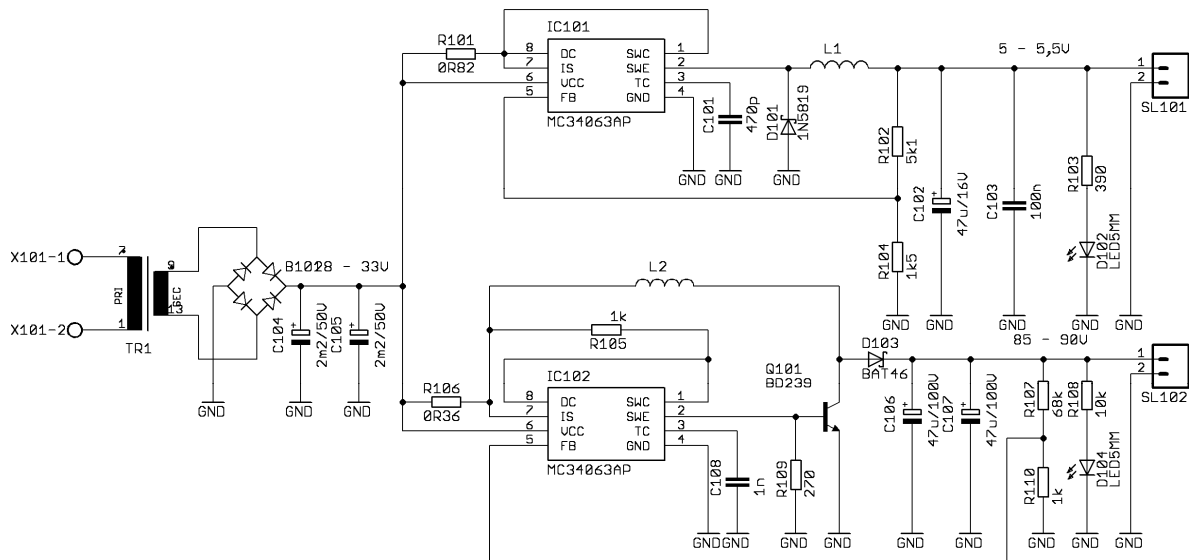 IC101
R101
0R82
8 DC SWC 1
7 IS SWE 2
6 VCC TC 3
5 FB GND 4
MC34063AP
C101
470p
D101
1N5819
L1
5 - 5,5V
1
2
SL101
R102
5k1
C102
47u/16V
C103
100n
R103
390
D102
LED5MM
R104
1k5
GND
GND
GND
GND
GND
GND
GND
GND
X101-1
X101-2
7
1
PRI
SEC
9
13
TR1
B101
28 - 33V
C104
2m2/50V
C105
2m2/50V
GND
GND
GND
L2
1k
R105
R106
0R36
IC102
8 DC SWC 1
7 IS SWE 2
6 VCC TC 3
5 FB GND 4
MC34063AP
C108
1n
R109
270
Q101
BD239
D103
BAT46
85 - 90V
C106
47u/100V
C107
47u/100V
R107
68k
R108
10k
R110
1k
D104
LED5MM
1
2
SL102
GND
GND
GND
GND
GND
GND
GND
GND
GND